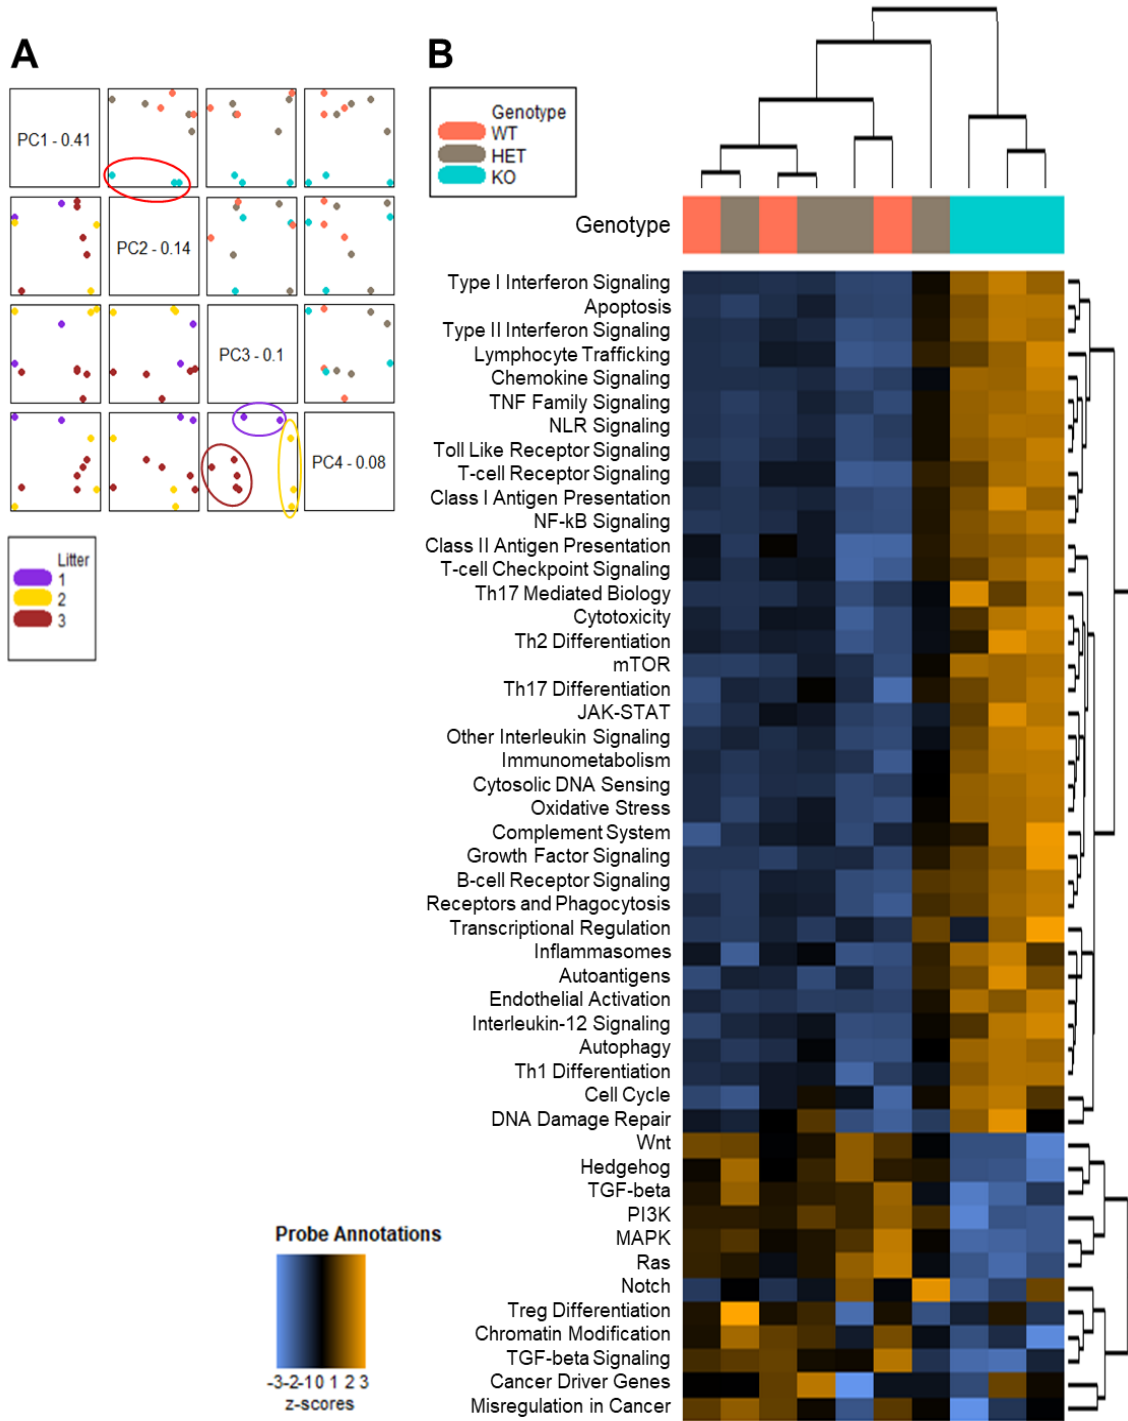 A
B
PC1 - 0.41
PC2 - 0.14
PC3 - 0.1
PC4 - 0.08
Litter
1
2
3
Genotype
WT
HET
KO
Genotype
Type I Interferon Signaling
Apoptosis
Type II Interferon Signaling
Lymphocyte Trafficking
Chemokine Signaling
TNF Family Signaling
NLR Signaling
Toll Like Receptor Signaling
T-cell Receptor Signaling
Class I Antigen Presentation
NF-kB Signaling
Class II Antigen Presentation
T-cell Checkpoint Signaling
Th17 Mediated Biology
Cytotoxicity
Th2 Differentiation
mTOR
Th17 Differentiation
JAK-STAT
Other Interleukin Signaling
Immunometabolism
Cytosolic DNA Sensing
Oxidative Stress
Complement System
Growth Factor Signaling
B-cell Receptor Signaling
Receptors and Phagocytosis
Transcriptional Regulation
Inflammasomes
Autoantigens
Endothelial Activation
Interleukin-12 Signaling
Autophagy
Th1 Differentiation
Cell Cycle
DNA Damage Repair
Wnt
Hedgehog
TGF-beta
PI3K
MAPK
Ras
Notch
Treg Differentiation
Chromatin Modification
TGF-beta Signaling
Cancer Driver Genes
Misregulation in Cancer
Probe Annotations
-3-2-1 0 1 2 3
z-scores